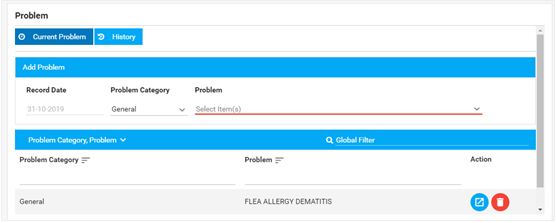 Problem
Current Problem History
Add Problem
Record Date Problem Category Problem
31-10-2019 General Select Item(s)
Problem Category, Problem Global Filter
Problem Category Problem Action
General FLEA ALLERGY DEMATITIS